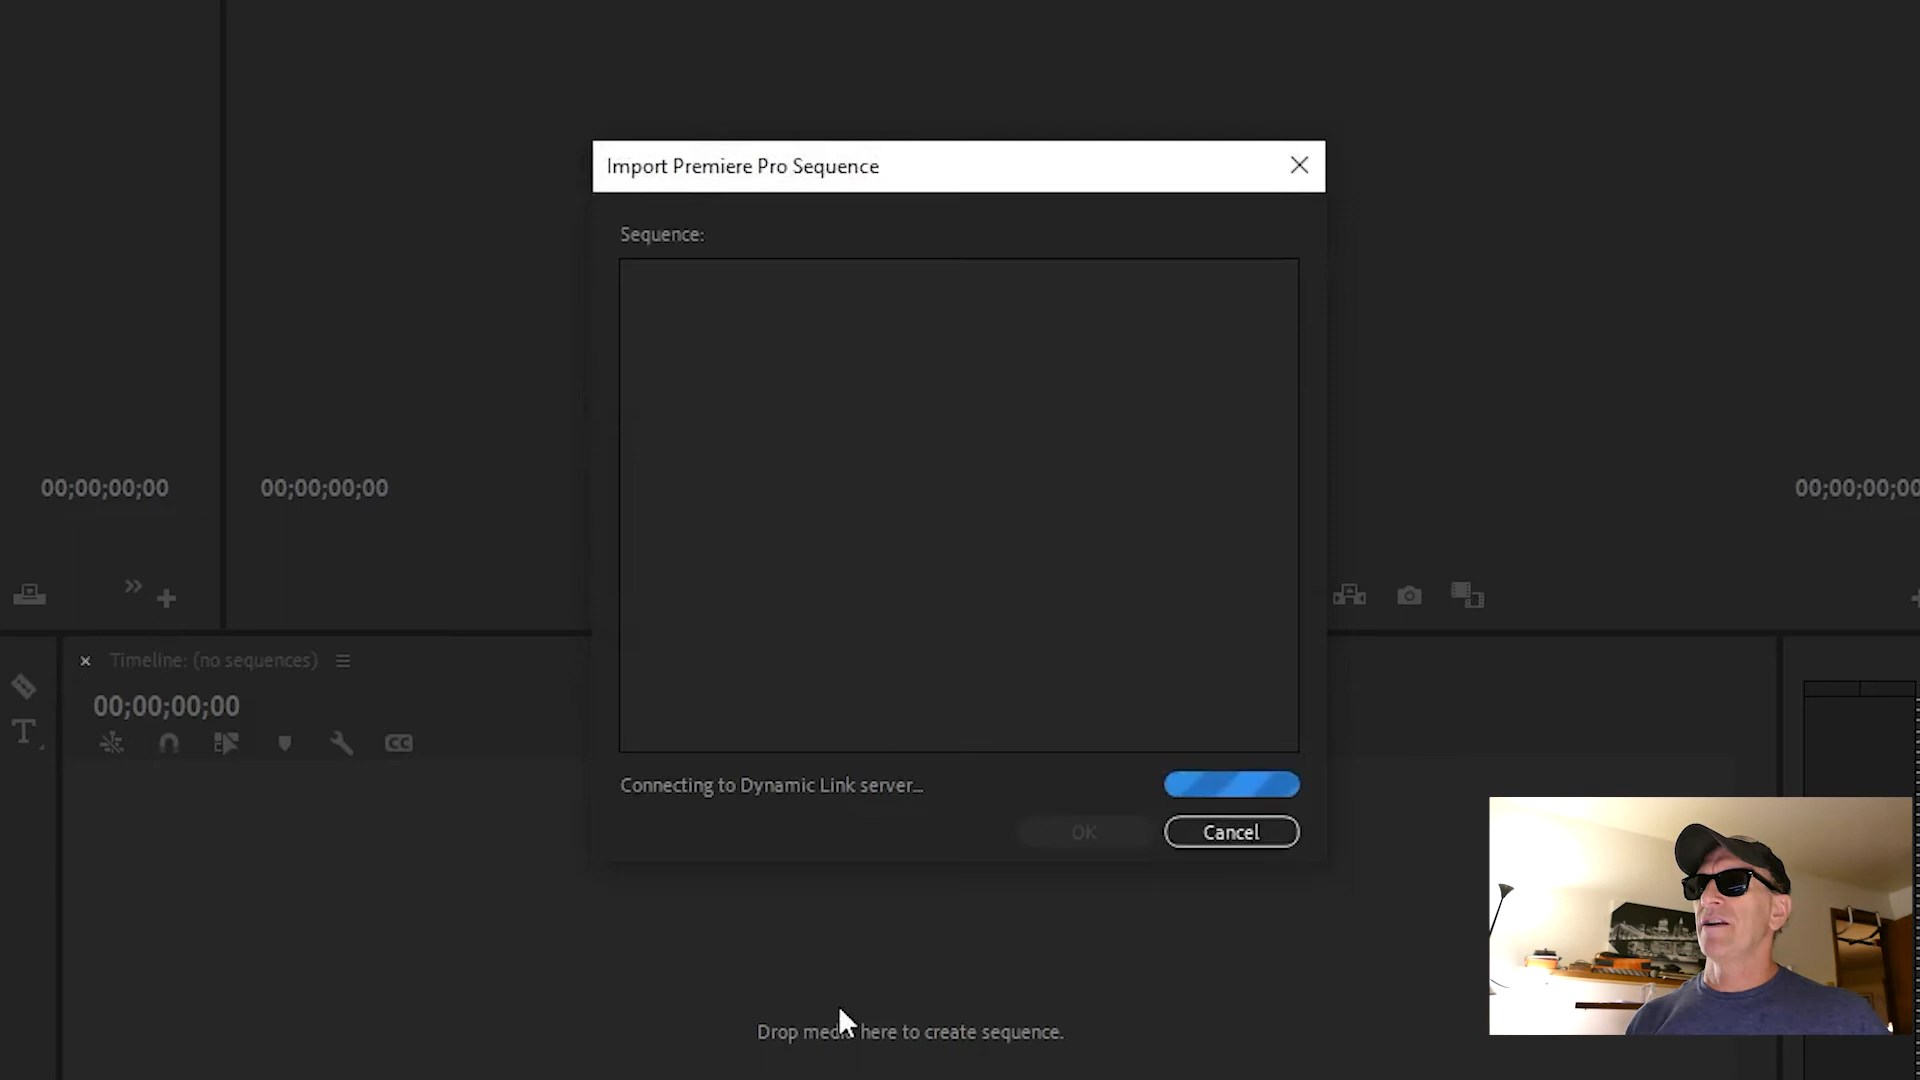 Import Premiere Pro Sequence
Sequence:
00;00;00;00
00;00;00;00
00;00;00;00
Timeline: (no sequences)
00;00;00;00
T
CC
Connecting to Dynamic Link server...
OK
Cancel
Drop media here to create sequence.